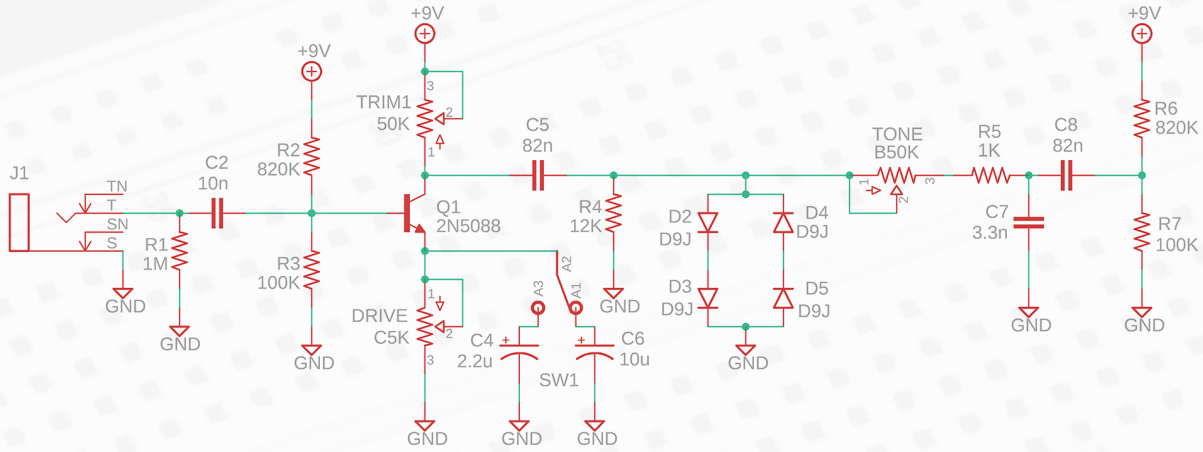 +9V
+9V
+9V
3
TRIM1
50K
2
1
C5
82n
TONE
B50K
1
3
2
R5
1K
C8
82n
R6
820K
R2
820K
C2
10n
J1
TN
T
SN
S
R1
1M
GND
GND
R3
100K
GND
Q1
2N5088
R4
12K
GND
D2
D9J
D4
D9J
D3
D9J
D5
D9J
GND
C7
3.3n
GND
R7
100K
GND
1
DRIVE
C5K
2
3
GND
A2
A3
A1
C4
2.2u
+
SW1
+
C6
10u
GND
GND